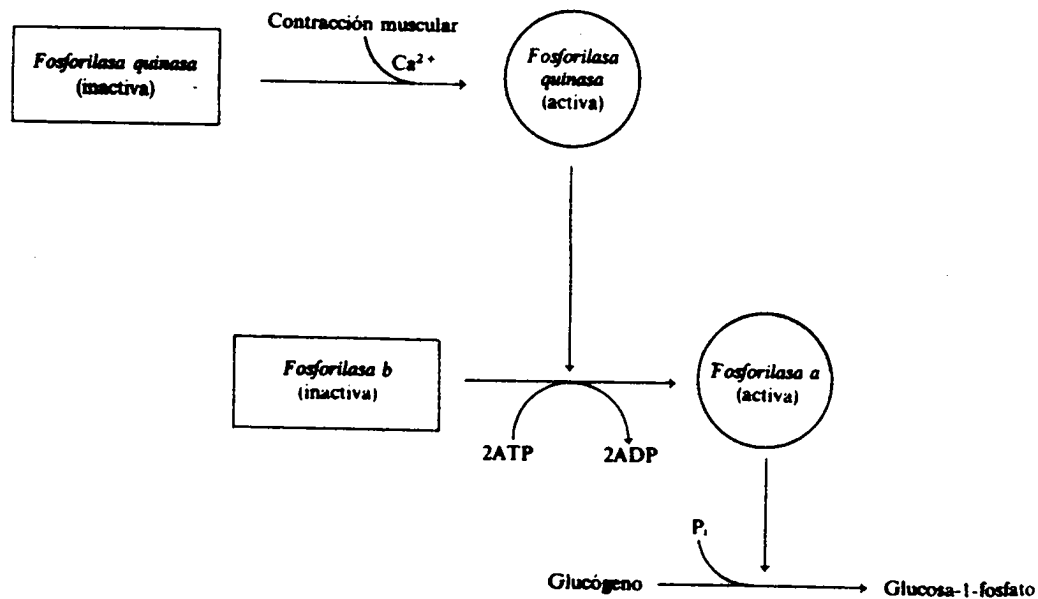 Contracción muscular
Fosforilasa quinasa
(inactiva)
Ca²⁺
Fosforilasa
quinasa
(activa)
Fosforilasa b
(inactiva)
Fosforilasa a
(activa)
2ATP
2ADP
Pᵢ
Glucógeno
Glucosa-1-fosfato